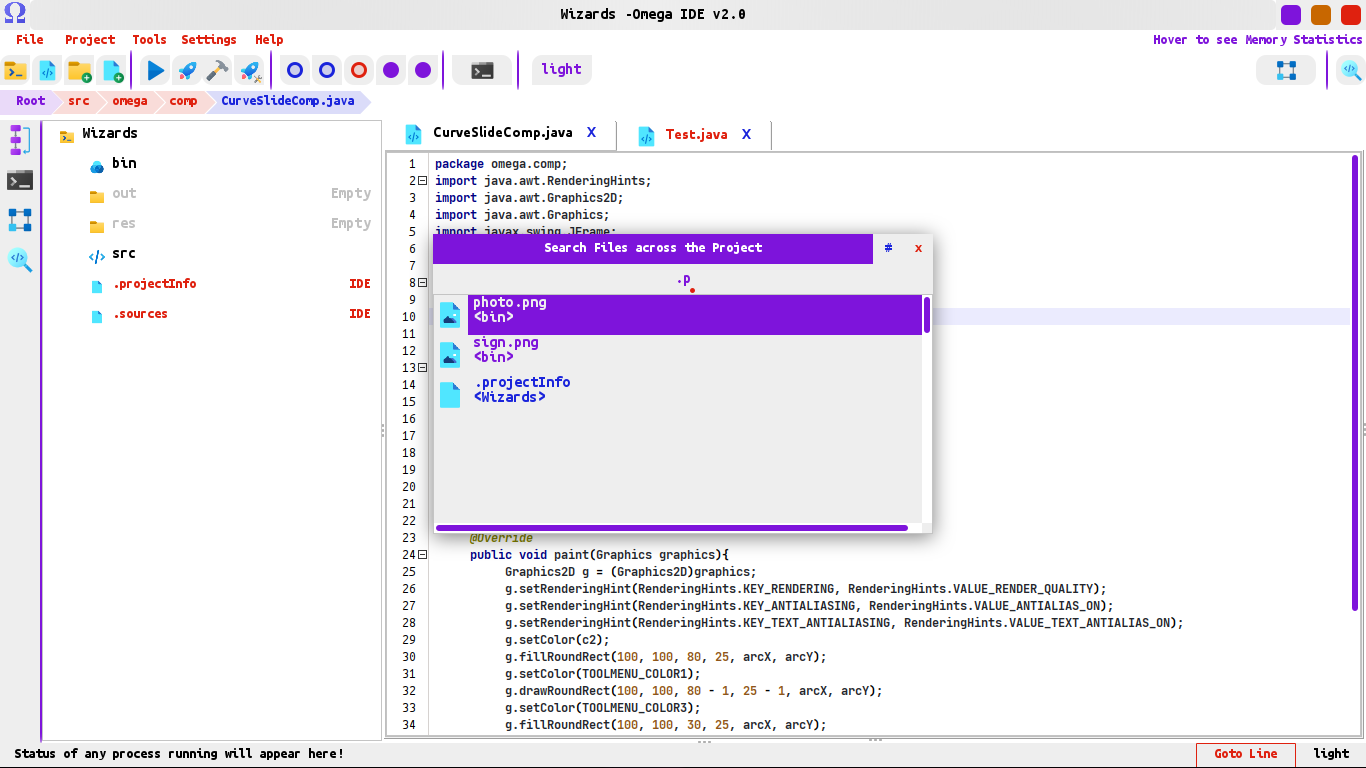 Wizards -Omega IDE v2.0
File Project Tools Settings Help
Hover to see Memory Statistics
light
Root src omega comp CurveSlideComp.java
Wizards
bin
out Empty
res Empty
src
.projectInfo IDE
.sources IDE
CurveSlideComp.java X Test.java X
1 package omega.comp;
2 import java.awt.RenderingHints;
3 import java.awt.Graphics2D;
4 import java.awt.Graphics;
5 import javax.swing.JFrame;
6
7
8
9
10
11
12
13
14
15
16
17
18
19
20
21
22
Search Files across the Project # x
.p
photo.png
<bin>
sign.png
<bin>
.projectInfo
<Wizards>
23 @Override
24 public void paint(Graphics graphics){
25 Graphics2D g = (Graphics2D)graphics;
26 g.setRenderingHint(RenderingHints.KEY_RENDERING, RenderingHints.VALUE_RENDER_QUALITY);
27 g.setRenderingHint(RenderingHints.KEY_ANTIALIASING, RenderingHints.VALUE_ANTIALIAS_ON);
28 g.setRenderingHint(RenderingHints.KEY_TEXT_ANTIALIASING, RenderingHints.VALUE_TEXT_ANTIALIAS_ON);
29 g.setColor(c2);
30 g.fillRoundRect(100, 100, 80, 25, arcX, arcY);
31 g.setColor(TOOLMENU_COLOR1);
32 g.drawRoundRect(100, 100, 80 - 1, 25 - 1, arcX, arcY);
33 g.setColor(TOOLMENU_COLOR3);
34 g.fillRoundRect(100, 100, 30, 25, arcX, arcY);
Status of any process running will appear here!
Goto Line light